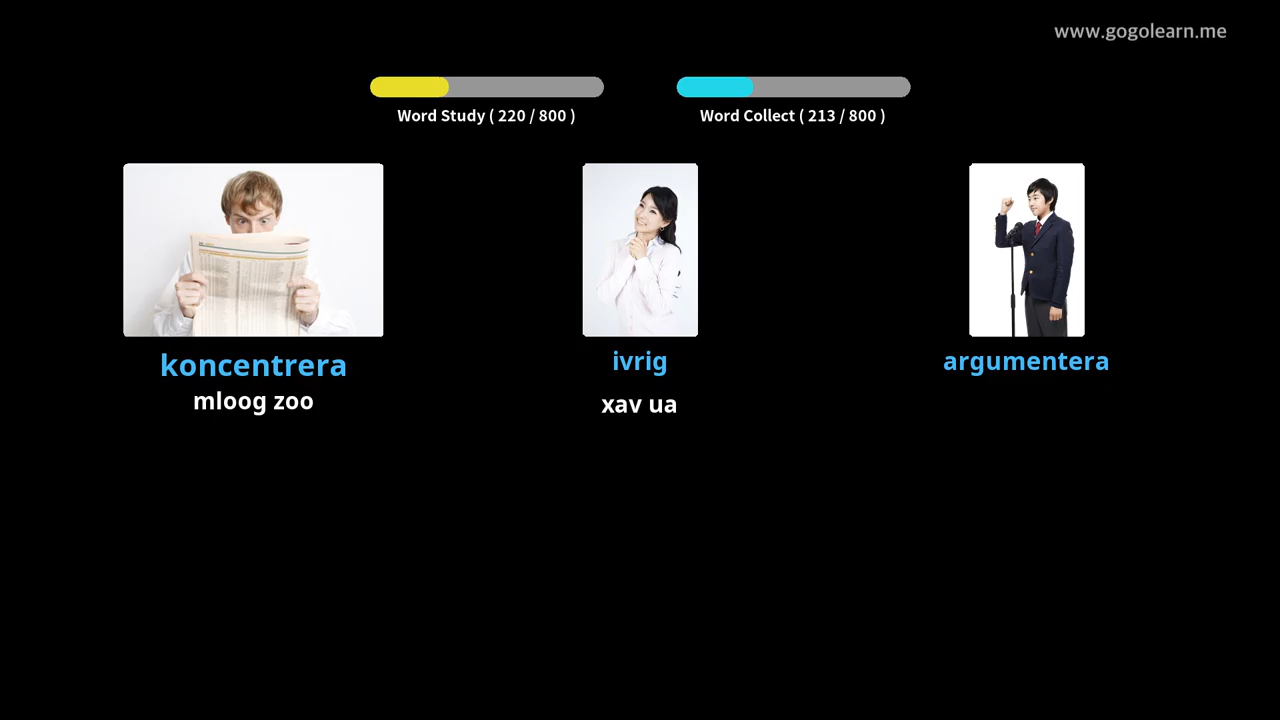 www.gogolearn.me
Word Study ( 220 / 800 )
Word Collect ( 213 / 800 )
koncentrera
mloog zoo
ivrig
xav ua
argumentera